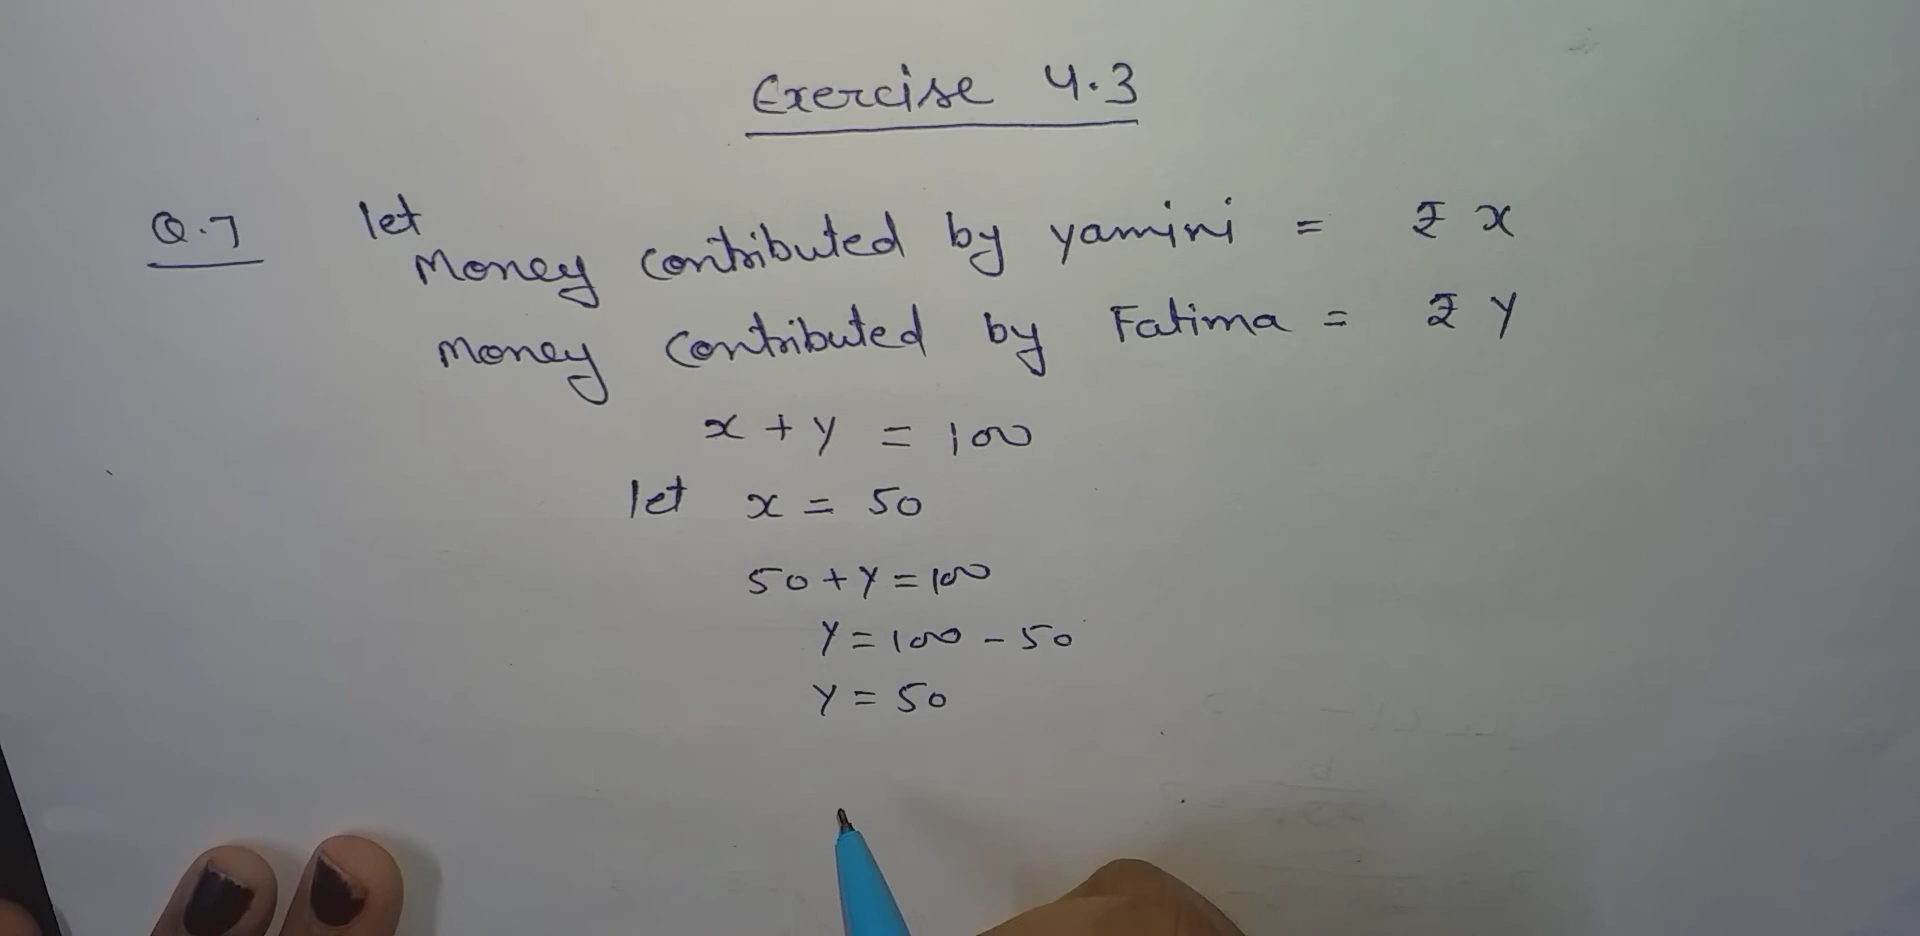 Exercise 4.3
Q.7 let
Money contributed by yamini = ₹ x
Money contributed by Fatima = ₹ y
x + y = 100
let x = 50
50 + y = 100
y = 100 - 50
y = 50